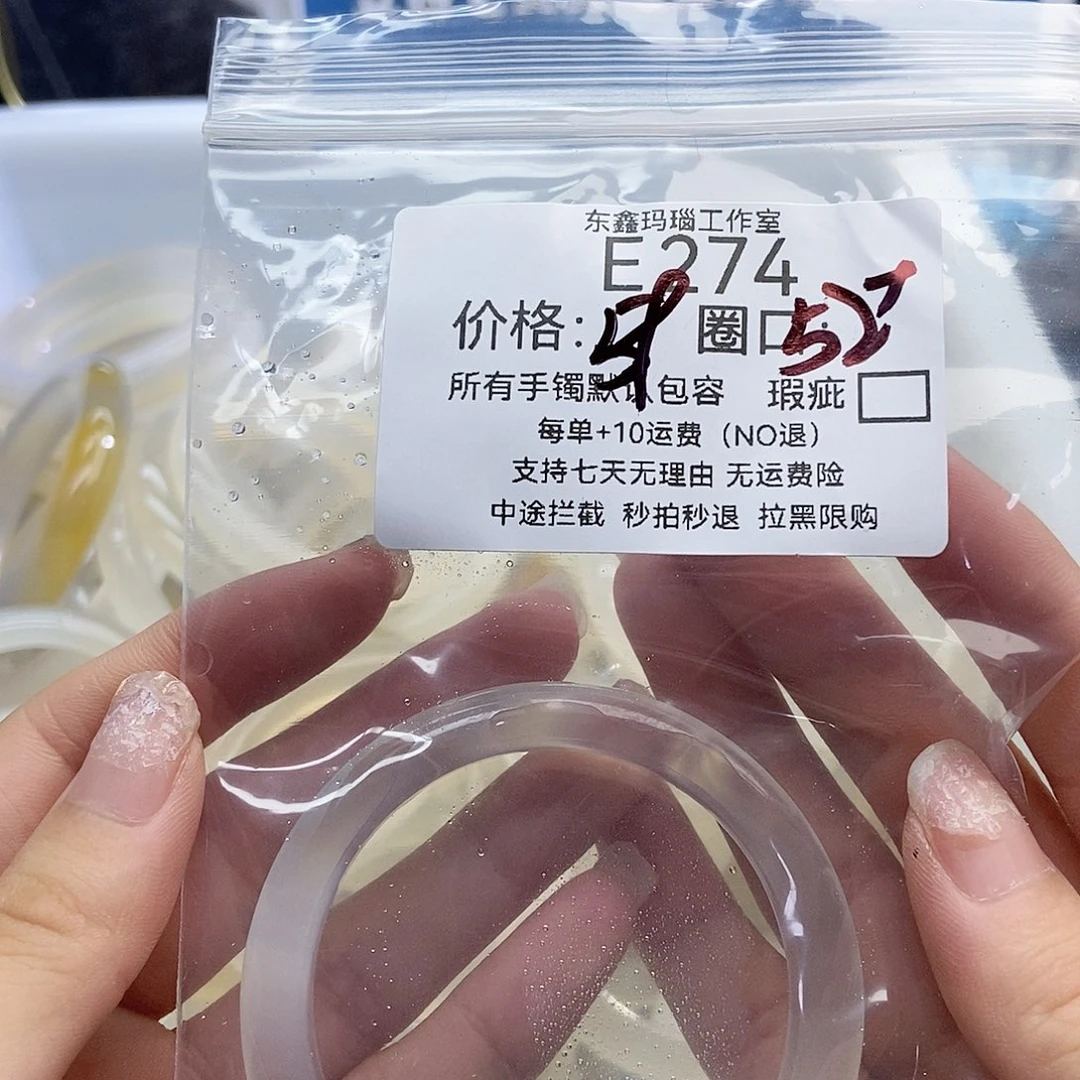 东鑫玛瑙工作室
E274
价格: 圈口:
所有手镯默认包容 瑕疵
每单+10运费（NO退）
支持七天无理由 无运费险
中途拦截 秒拍秒退 拉黑限购